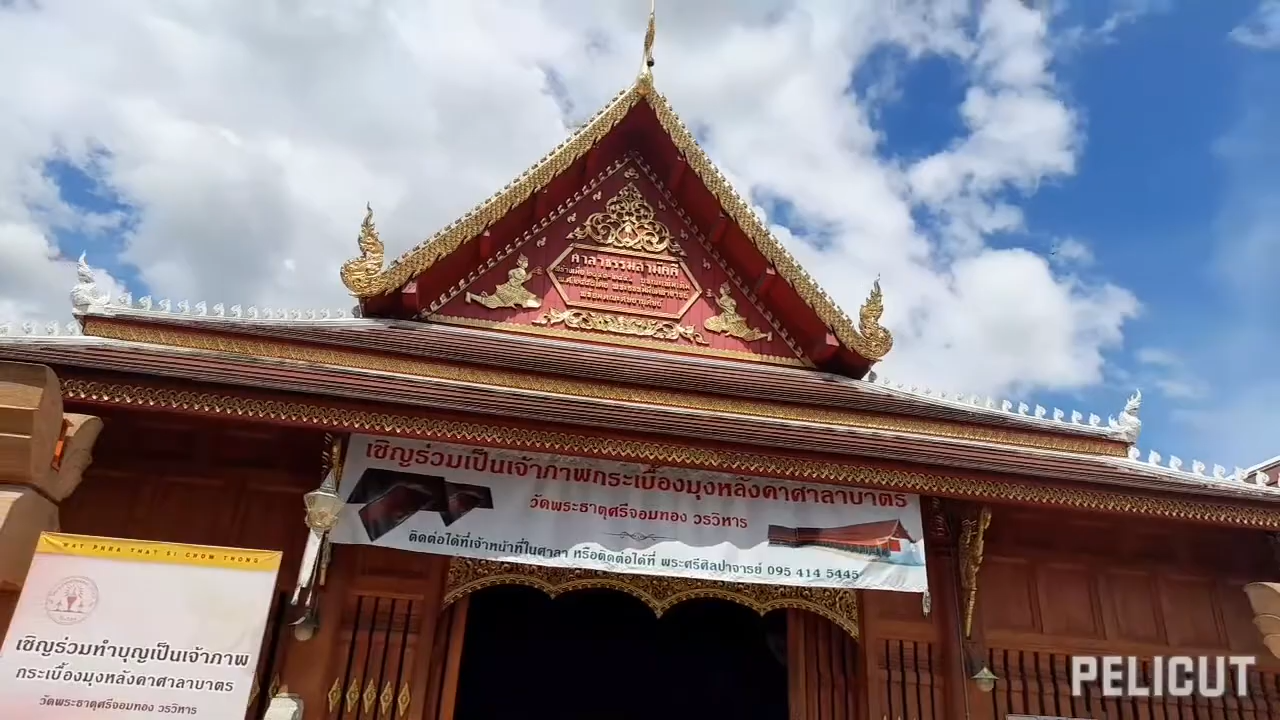 ศาลาธรรมสามัคคี
เชิญร่วมเป็นเจ้าภาพกระเบื้องมุงหลังคาศาลาบาตร
วัดพระธาตุศรีจอมทอง วรวิหาร
ติดต่อได้ที่เจ้าหน้าที่ในศาลา หรือติดต่อได้ที่ พระศรีศิลปาจารย์ 095 414 5445
WAT PHRA THAT SI CHOM THONG
เชิญร่วมทำบุญเป็นเจ้าภาพ
กระเบื้องมุงหลังคาศาลาบาตร
วัดพระธาตุศรีจอมทอง วรวิหาร
PELICUT